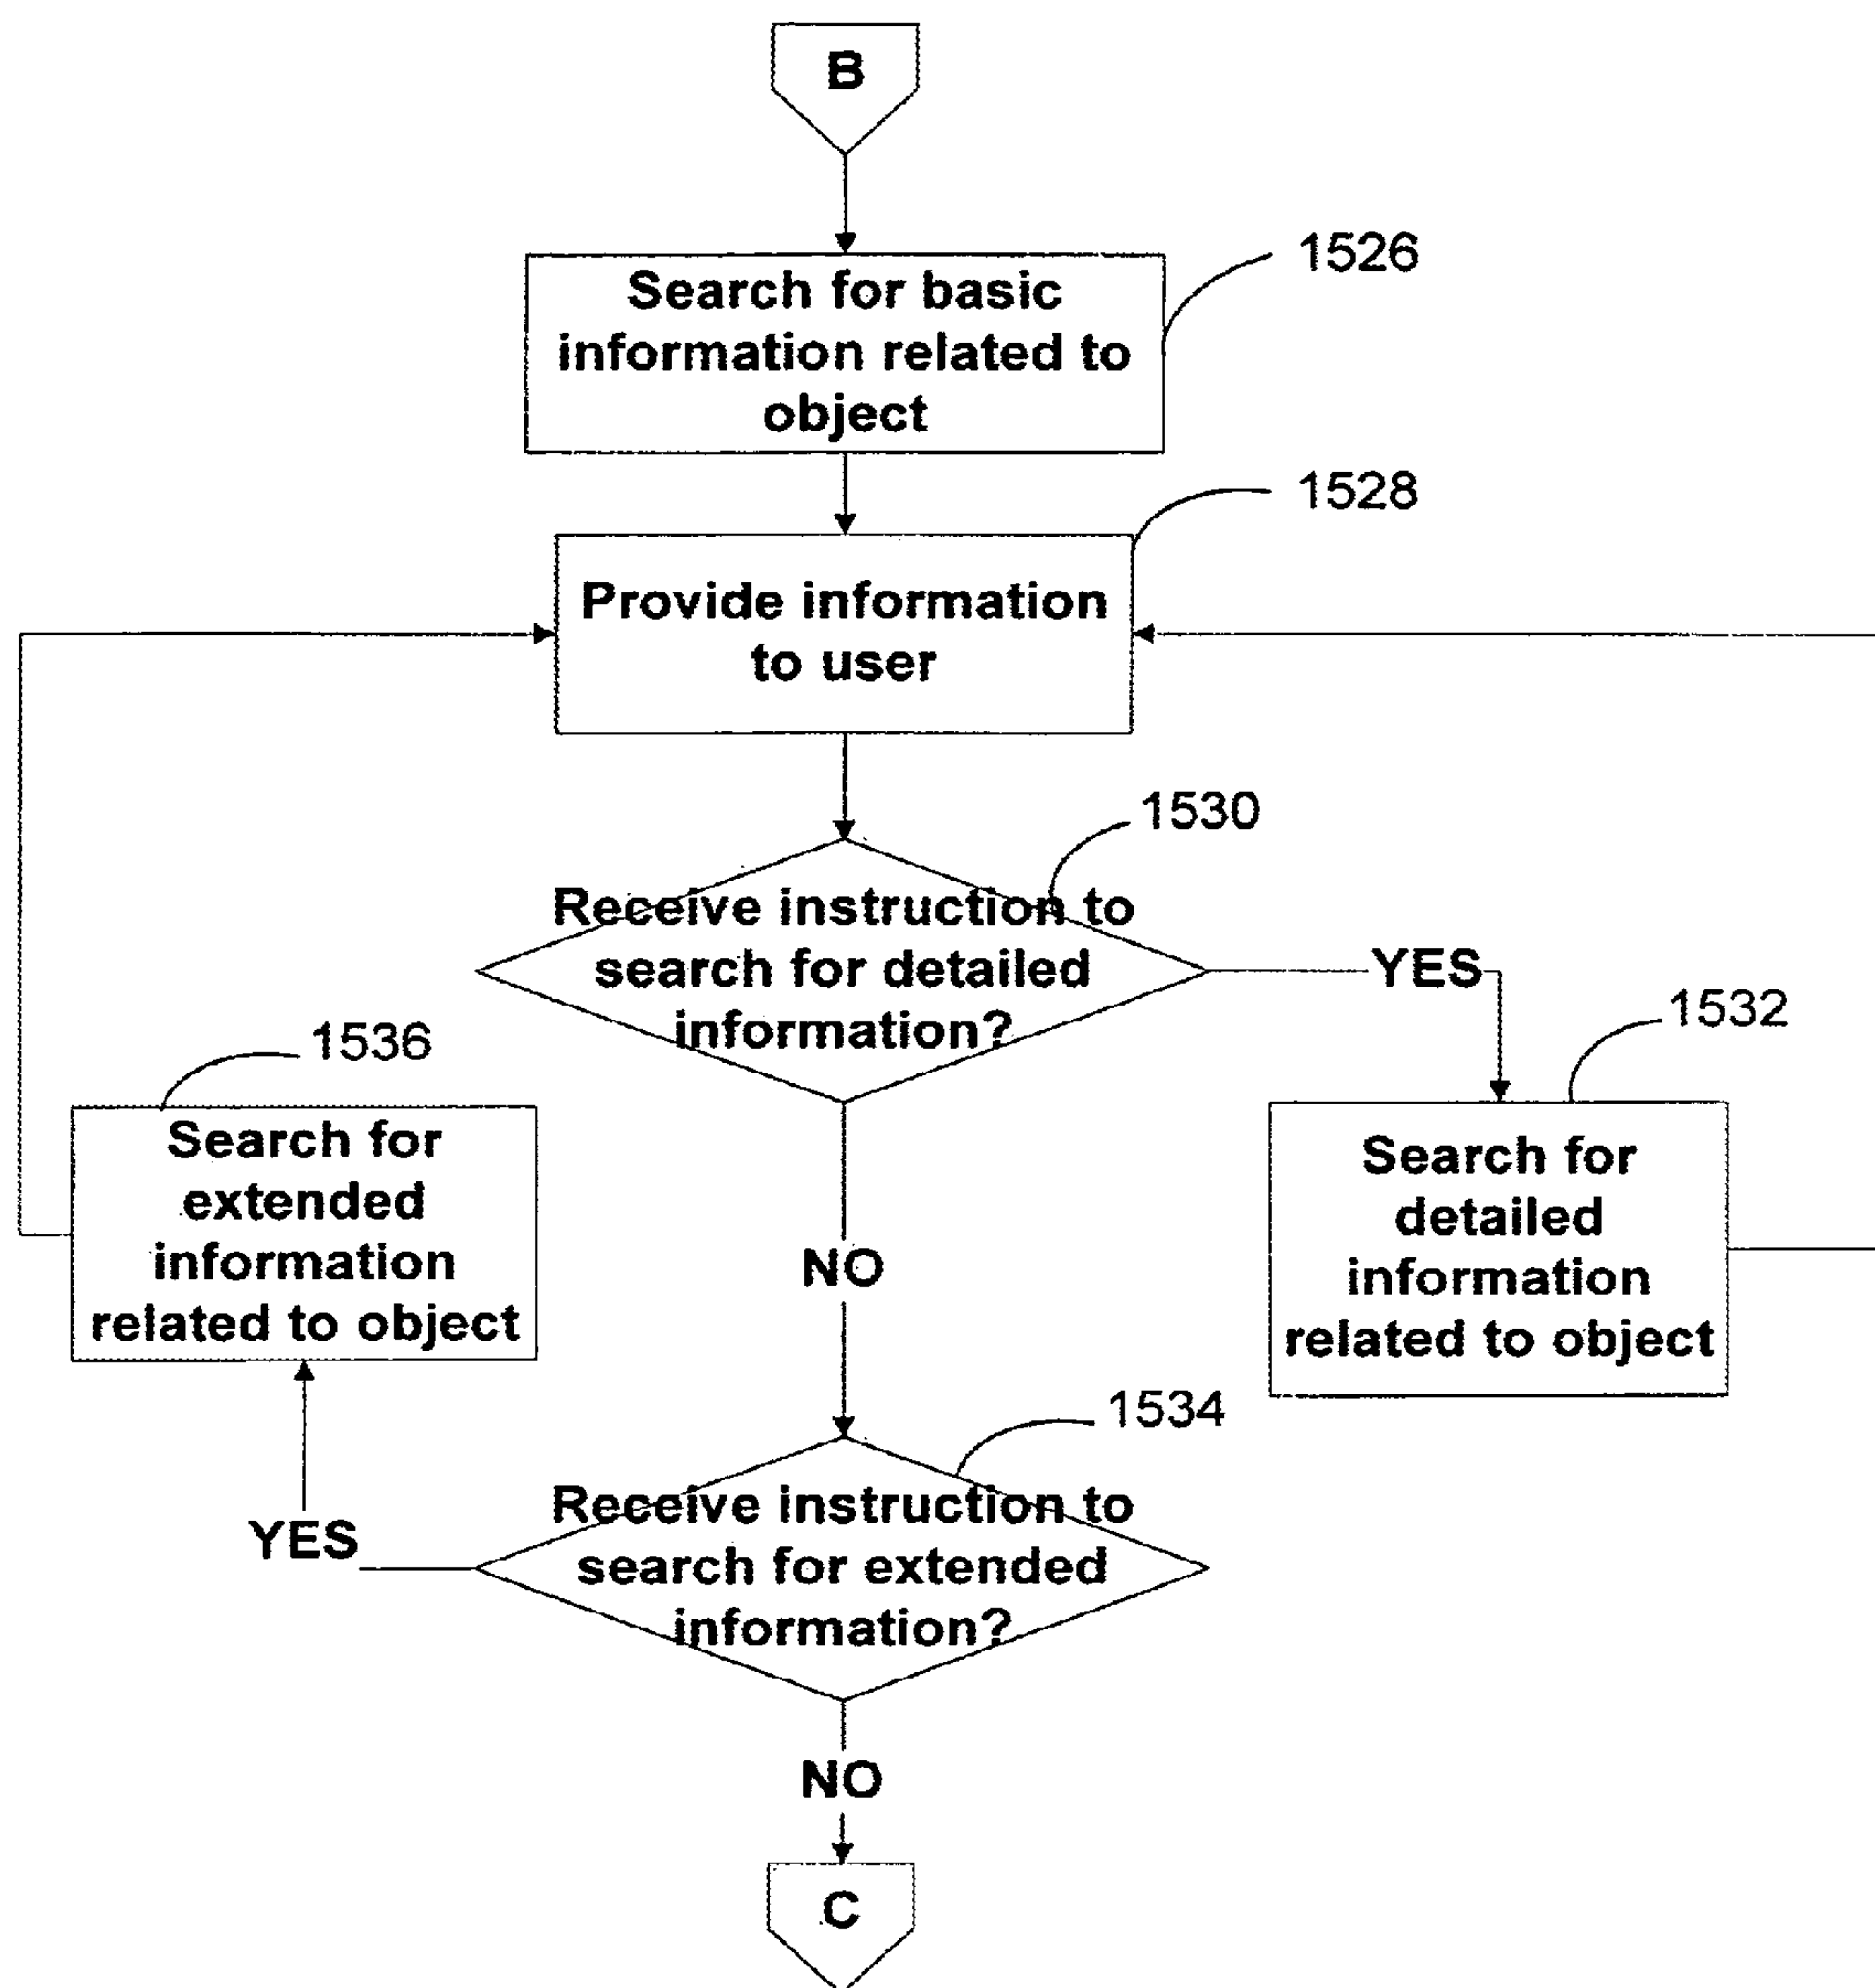 B
1526
Search for basic
information related to
object
1528
Provide information
to user
1530
Receive instruction to
search for detailed
information?
YES
1532
Search for
detailed
information
related to object
1536
Search for
extended
information
related to object
NO
1534
Receive instruction to
search for extended
information?
YES
NO
C